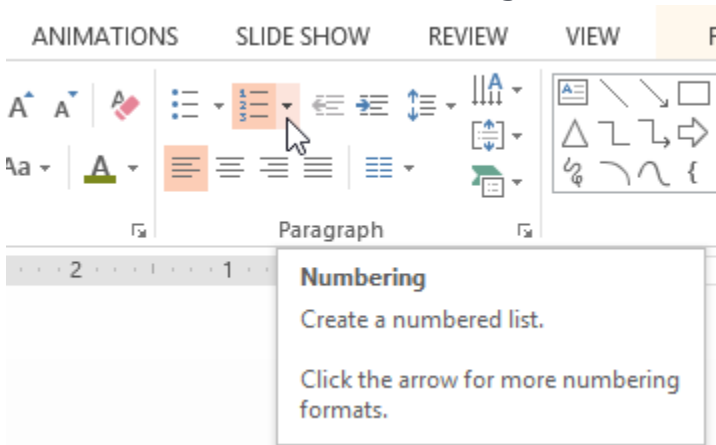 ANIMATIONS SLIDE SHOW REVIEW VIEW F
A A A A
Aa A
Paragraph
2 1
Numbering
Create a numbered list.
Click the arrow for more numbering
formats.